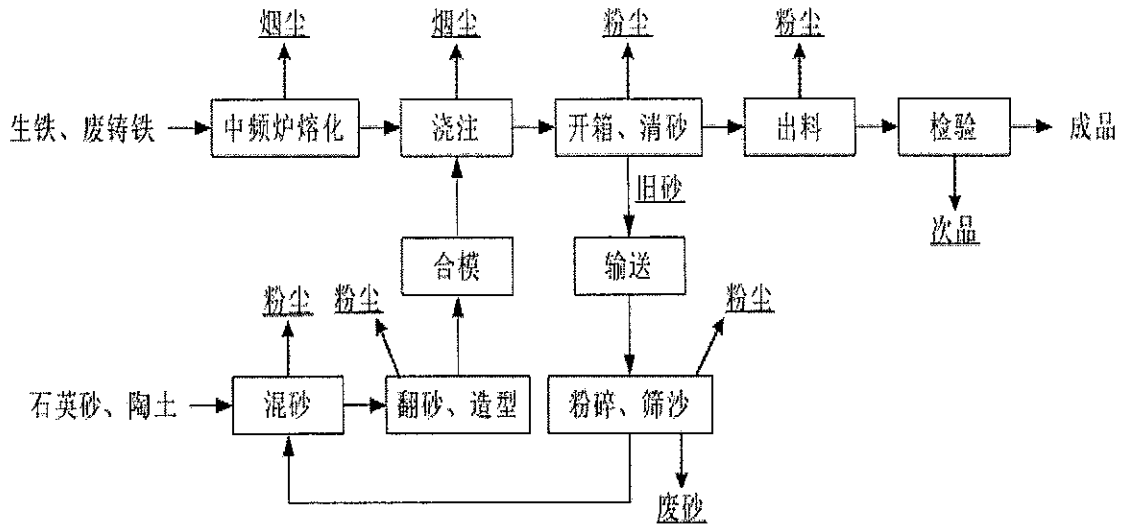 烟尘
烟尘
粉尘
粉尘
生铁、废铸铁
中频炉熔化
浇注
开箱、清砂
出料
检验
成品
旧砂
次品
合模
输送
粉尘
粉尘
粉尘
石英砂、陶土
混砂
翻砂、造型
粉碎、筛沙
废砂